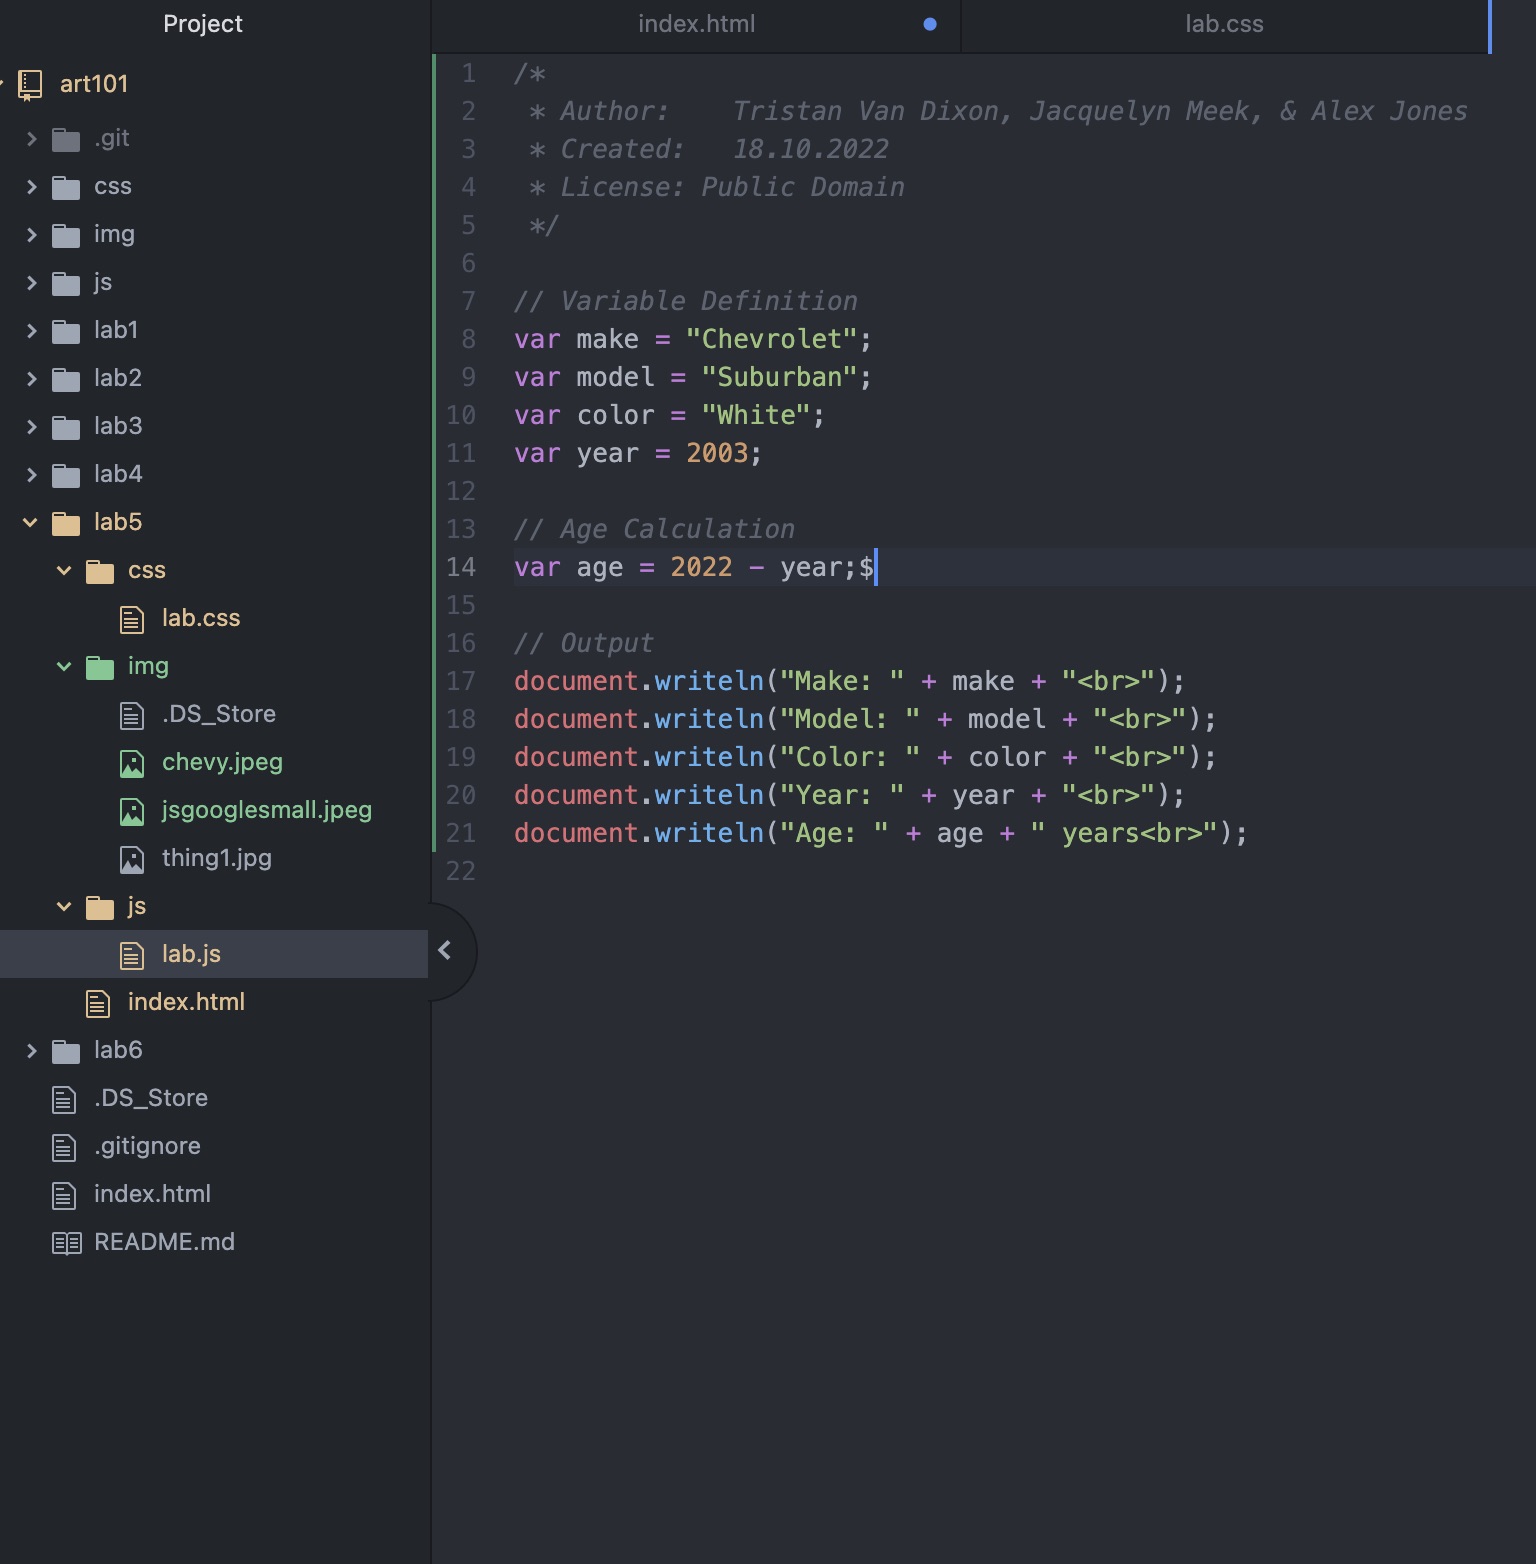 Project
art101
.git
css
img
js
lab1
lab2
lab3
lab4
lab5
css
lab.css
img
.DS_Store
chevy.jpeg
jsgooglesmall.jpeg
thing1.jpg
js
lab.js
index.html
lab6
.DS_Store
.gitignore
index.html
README.md
index.html
lab.css
1 /*
2 * Author: Tristan Van Dixon, Jacquelyn Meek, & Alex Jones
3 * Created: 18.10.2022
4 * License: Public Domain
5 */
6
7 // Variable Definition
8 var make = "Chevrolet";
9 var model = "Suburban";
10 var color = "White";
11 var year = 2003;
12
13 // Age Calculation
14 var age = 2022 - year;$
15
16 // Output
17 document.writeln("Make: " + make + "<br>");
18 document.writeln("Model: " + model + "<br>");
19 document.writeln("Color: " + color + "<br>");
20 document.writeln("Year: " + year + "<br>");
21 document.writeln("Age: " + age + " years<br>");
22